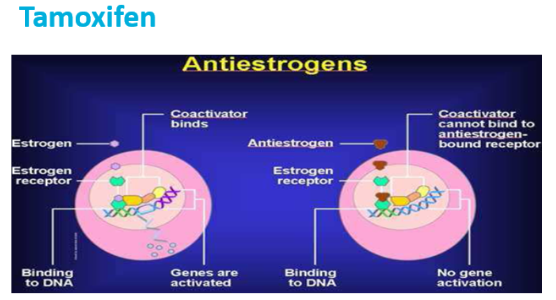 Tamoxifen
Antiestrogens
Coactivator
binds
Estrogen
Estrogen
receptor
Binding
to DNA
Genes are
activated
Coactivator
cannot bind to
antiestrogen-
bound receptor
Antiestrogen
Estrogen
receptor
Binding
to DNA
No gene
activation